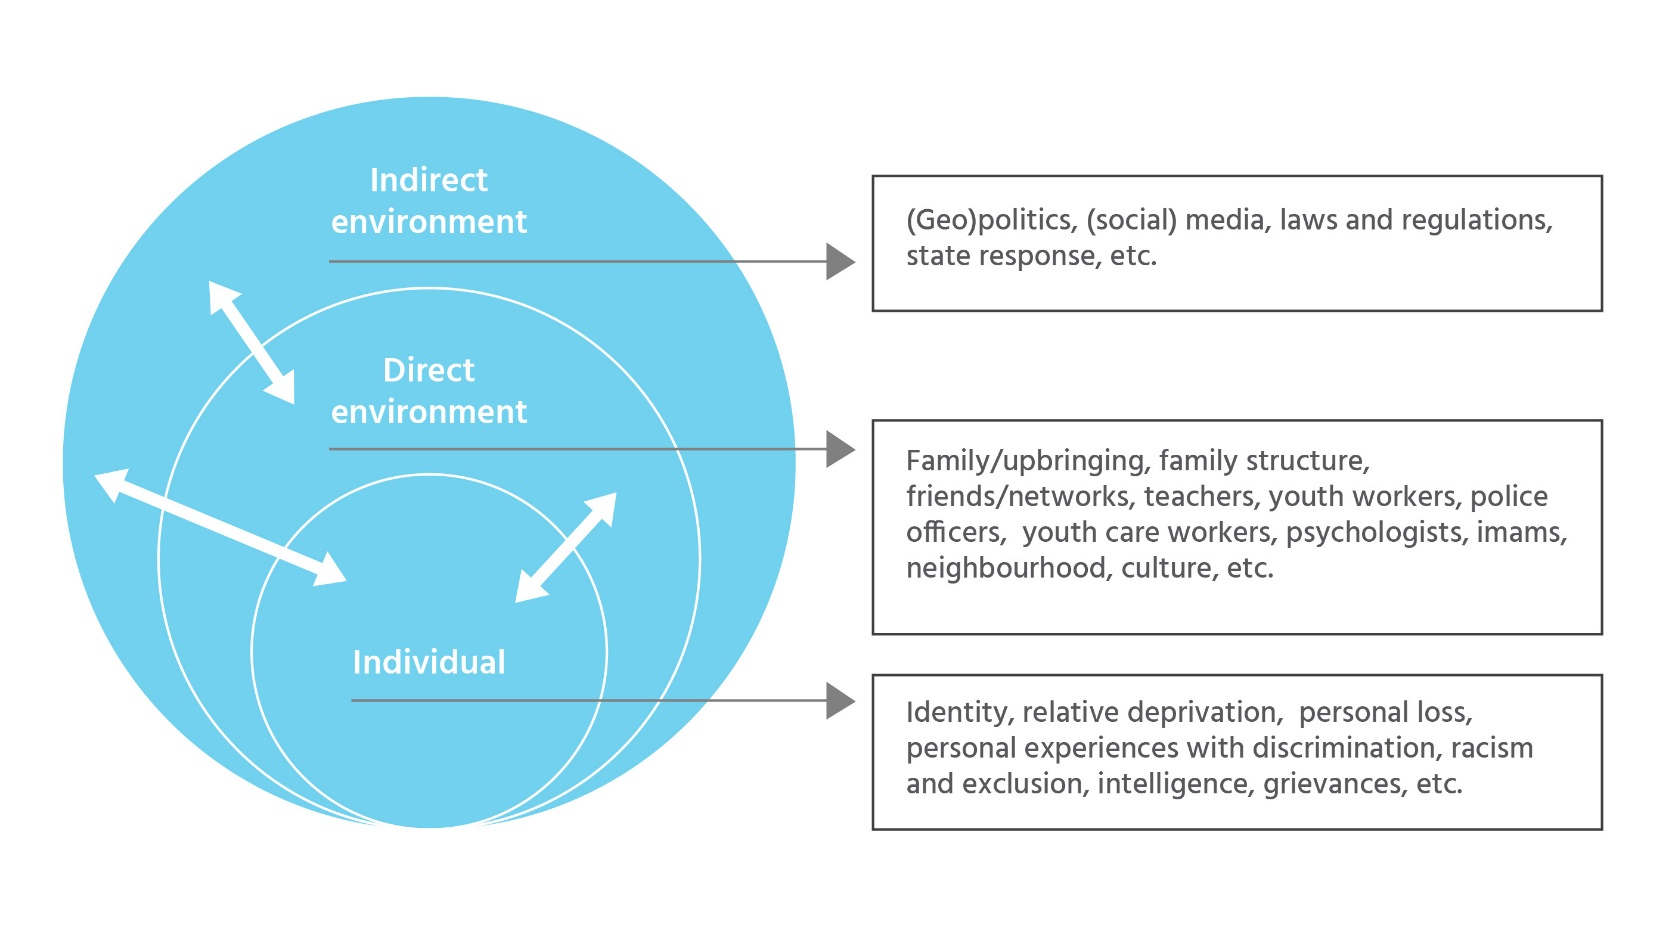 Indirect
environment
(Geo)politics, (social) media, laws and regulations,
state response, etc.
Direct
environment
Family/upbringing, family structure,
friends/networks, teachers, youth workers, police
officers,  youth care workers, psychologists, imams,
neighbourhood, culture, etc.
Individual
Identity, relative deprivation,  personal loss,
personal experiences with discrimination, racism
and exclusion, intelligence, grievances, etc.